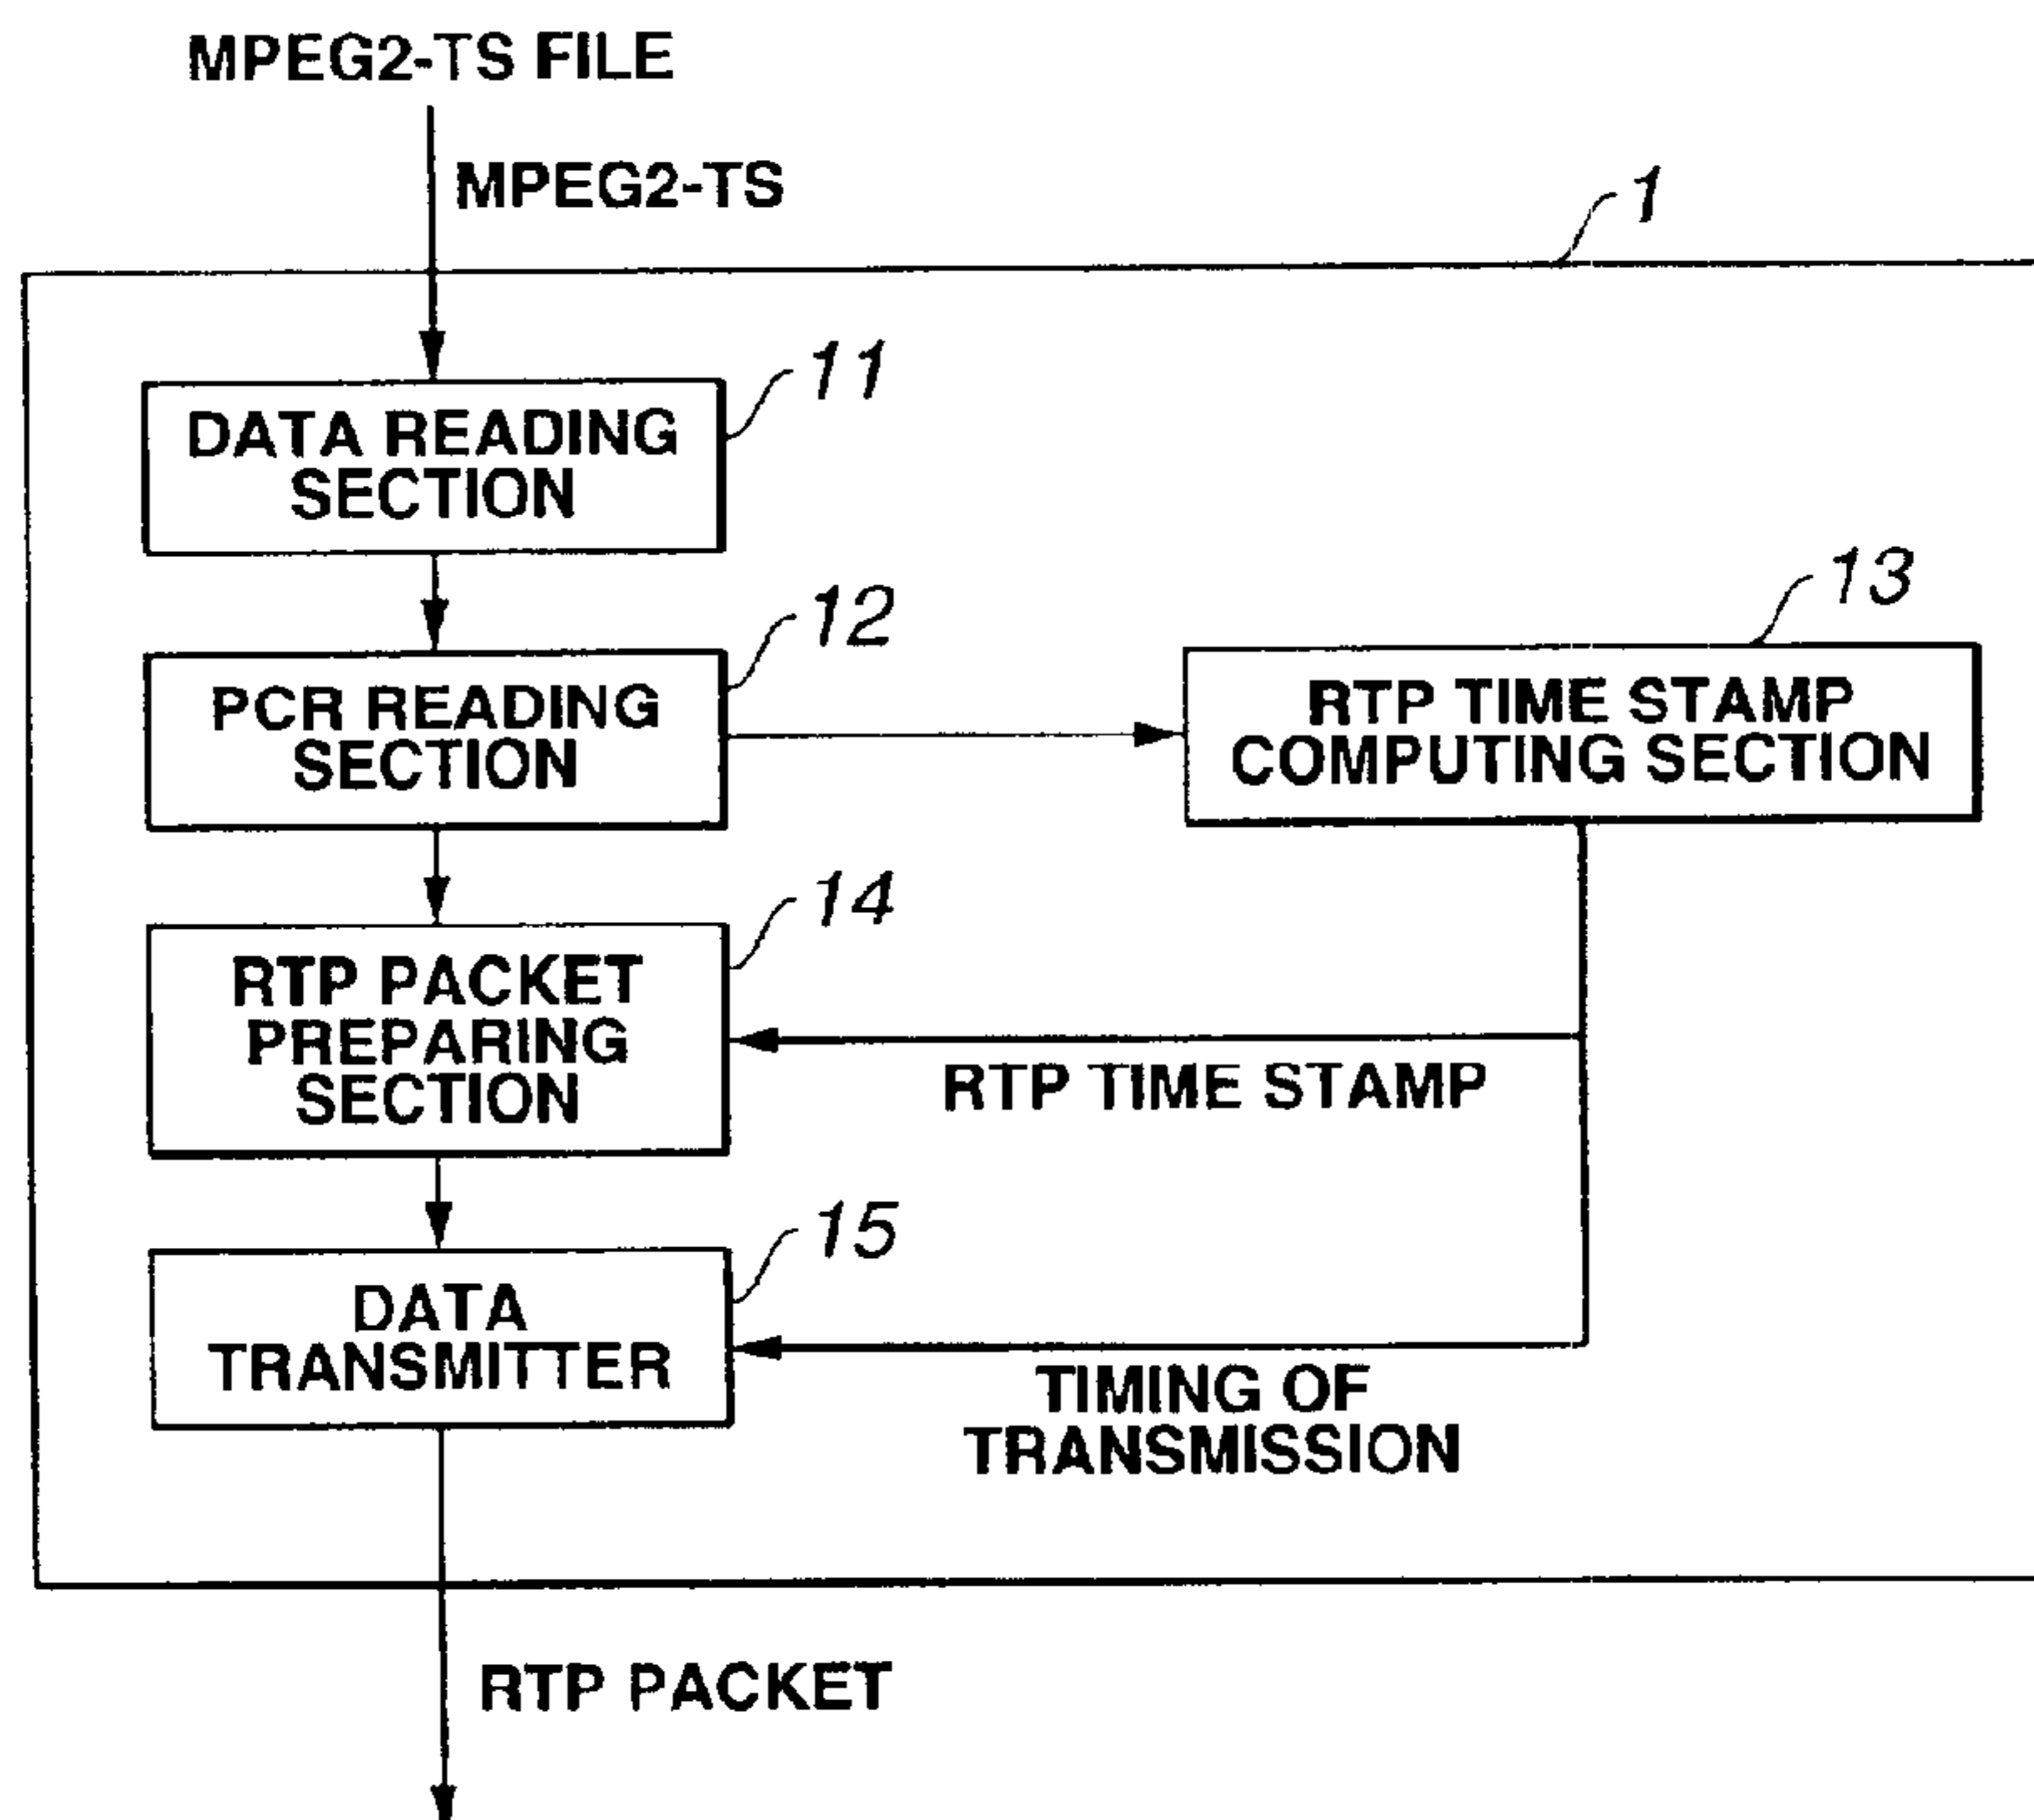 MPEG2-TS FILE
MPEG2-TS
1
11
DATA READING
SECTION
12
PCR READING
SECTION
13
RTP TIME STAMP
COMPUTING SECTION
14
RTP PACKET
PREPARING
SECTION
RTP TIME STAMP
15
DATA
TRANSMITTER
TIMING OF
TRANSMISSION
RTP PACKET